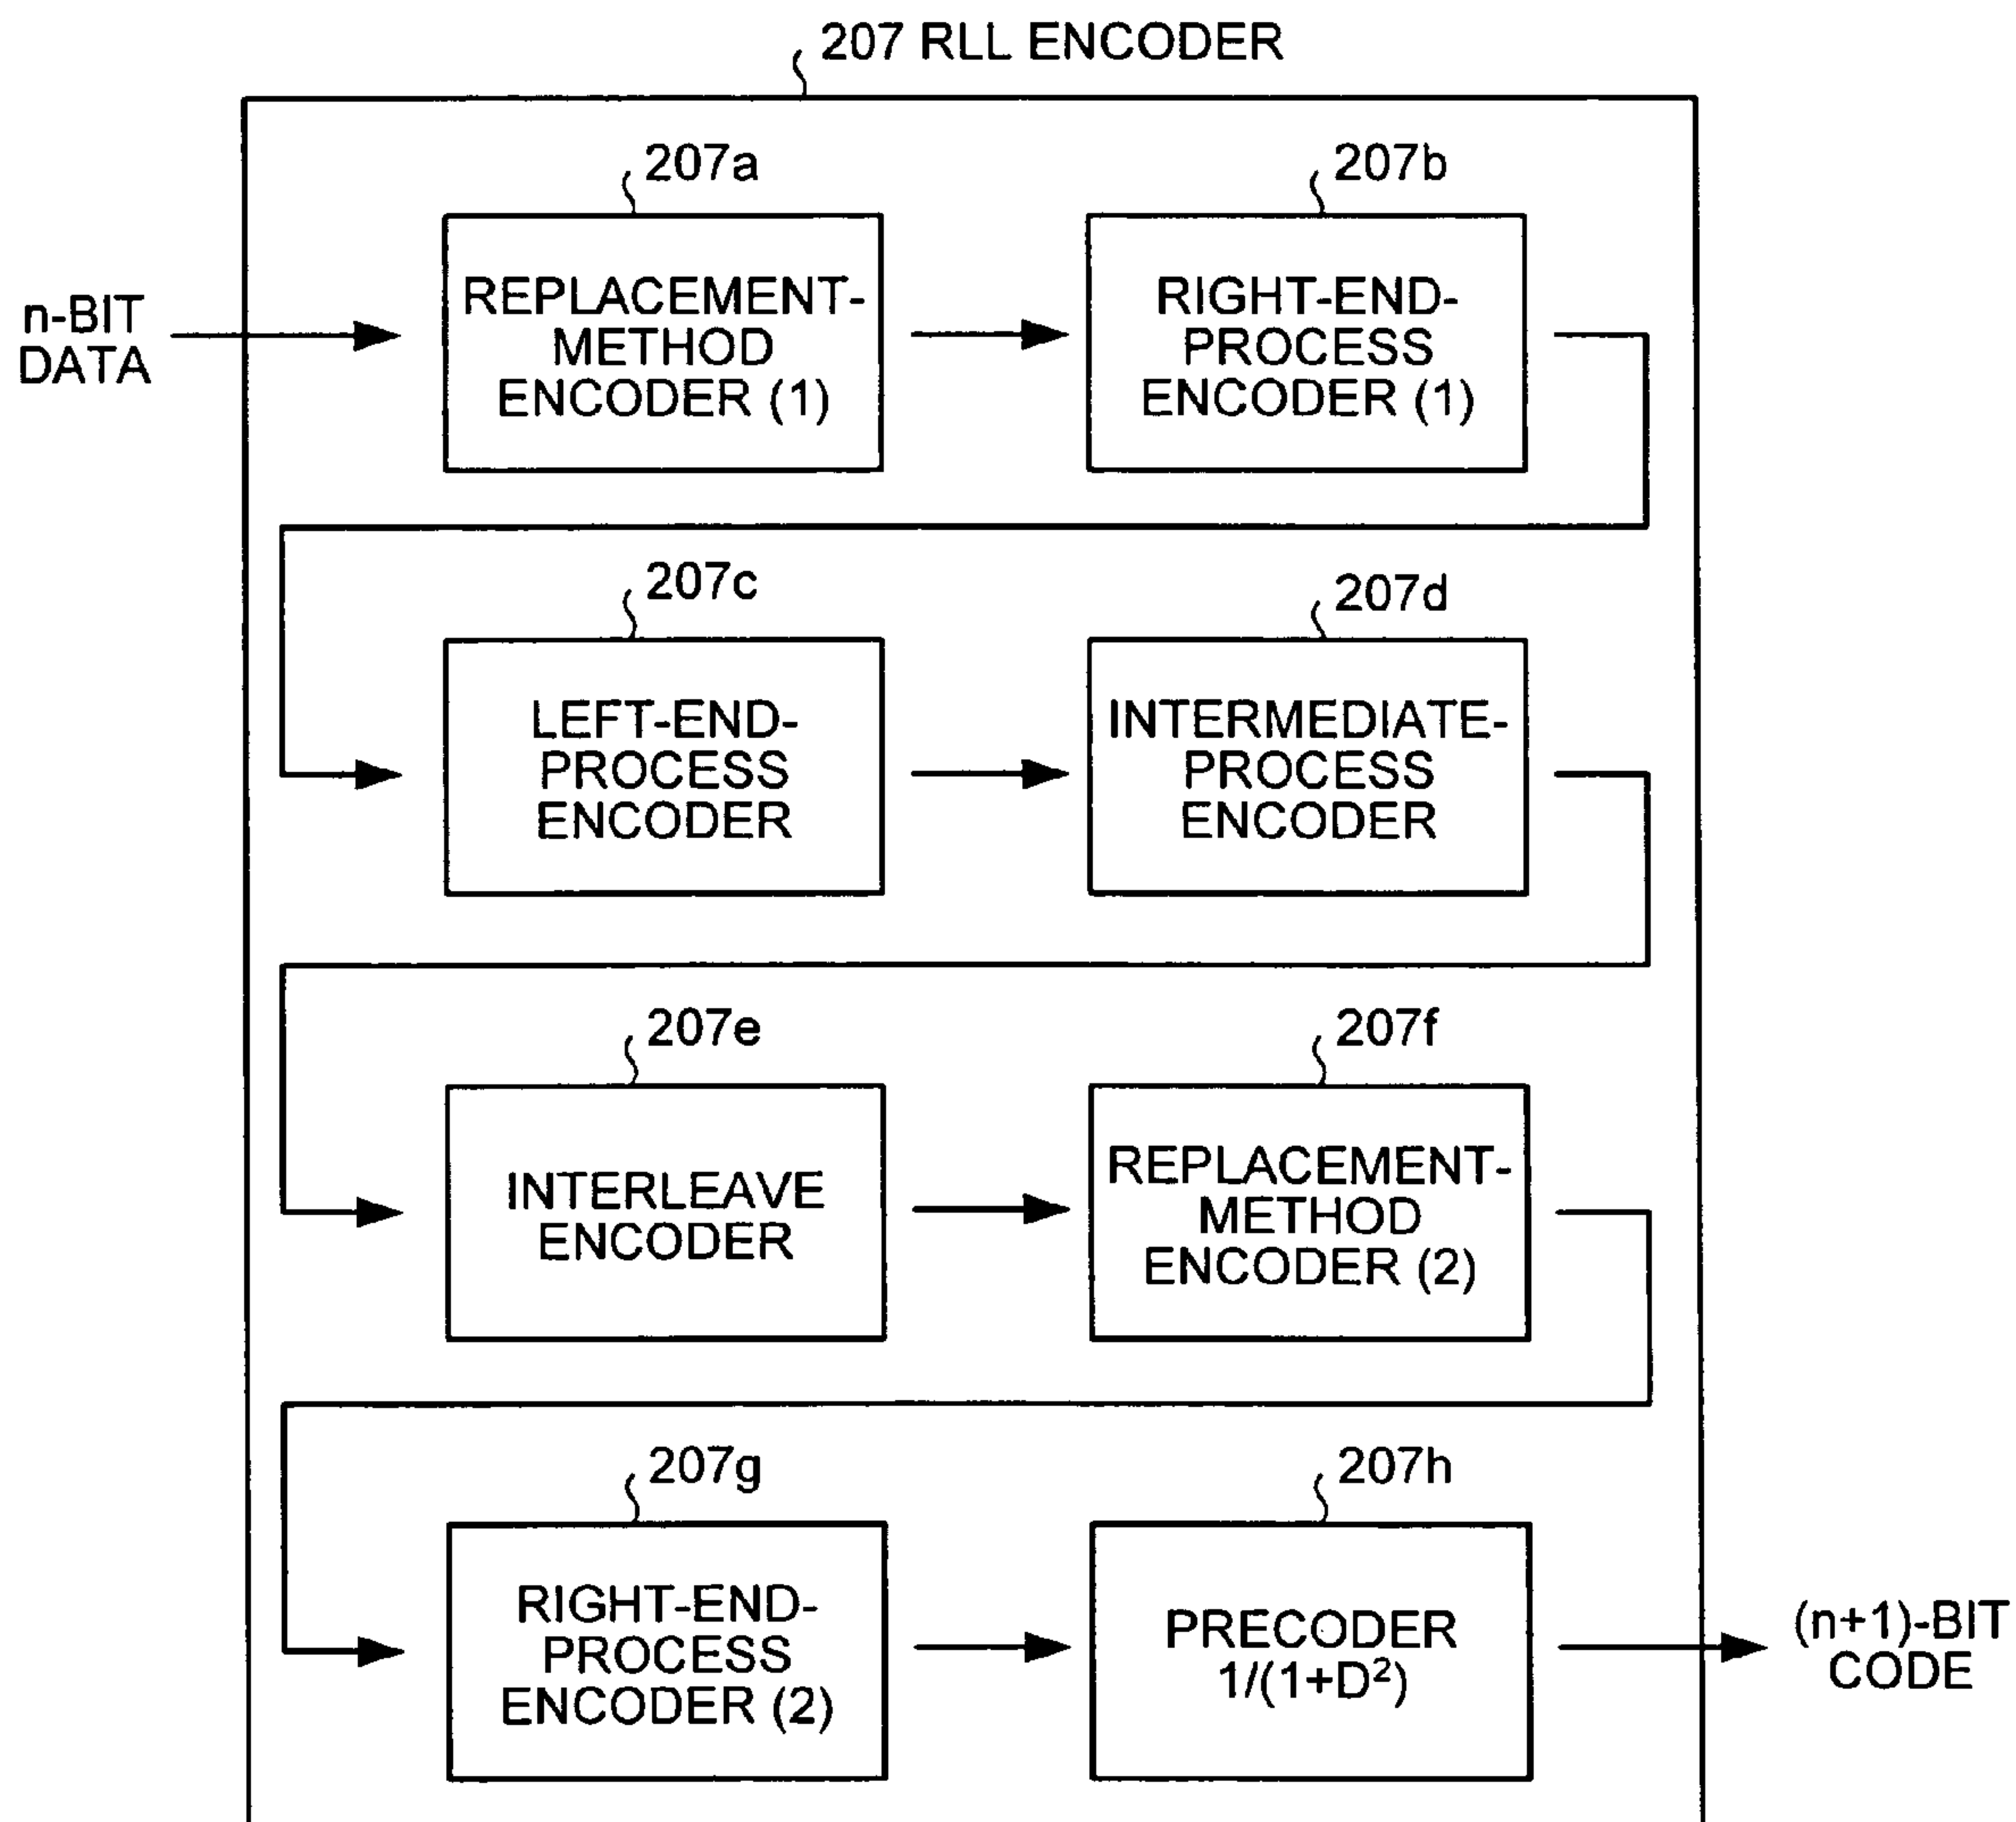 207 RLL ENCODER
207a
207b
n-BIT
DATA
REPLACEMENT-
METHOD
ENCODER (1)
RIGHT-END-
PROCESS
ENCODER (1)
207c
207d
LEFT-END-
PROCESS
ENCODER
INTERMEDIATE-
PROCESS
ENCODER
207e
207f
INTERLEAVE
ENCODER
REPLACEMENT-
METHOD
ENCODER (2)
207g
207h
RIGHT-END-
PROCESS
ENCODER (2)
PRECODER
1/(1+D²)
(n+1)-BIT
CODE